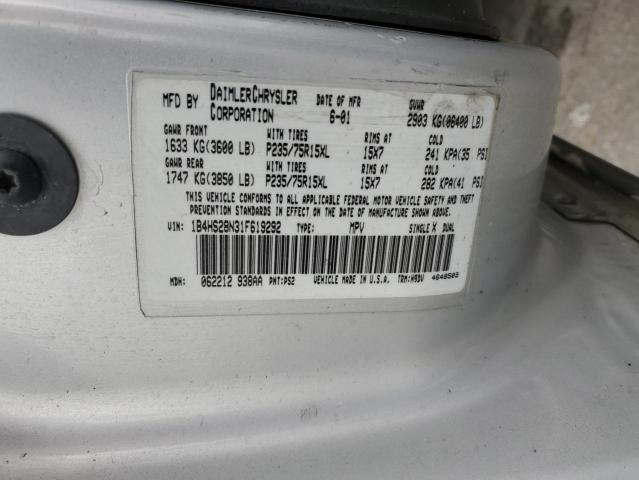 MFD BY DAIMLERCHRYSLER CORPORATION DATE OF MFR 6-01 GVWR 2903 KG(06400 LB)
GAWR FRONT WITH TIRES RIMS AT COLD
1633 KG(3600 LB) P235/75R15XL 15X7 241 KPA(35 PSI
GAWR REAR WITH TIRES RIMS AT COLD
1747 KG(3850 LB) P235/75R15XL 15X7 282 KPA(41 PSI
THIS VEHICLE CONFORMS TO ALL APPLICABLE FEDERAL MOTOR VEHICLE SAFETY AND THEFT
PREVENTION STANDARDS IN EFFECT ON THE DATE OF MANUFACTURE SHOWN ABOVE.
VIN: 1B4HS28N31F619292 TYPE: MPV SINGLE X DUAL
MDH: 062212 938AA PNT:PS2 VEHICLE MADE IN U.S.A. TRM:H9DV 4648503